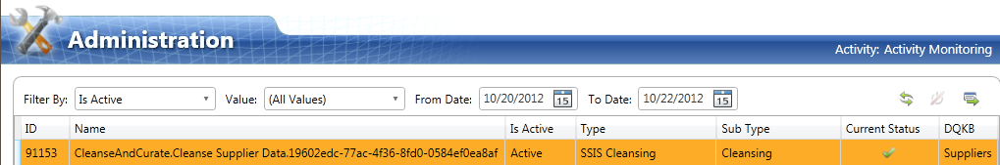 Administration
Activity: Activity Monitoring
Filter By: Is Active Value: (All Values) From Date: 10/20/2012 15 To Date: 10/22/2012 15
ID Name Is Active Type Sub Type Current Status DQKB
91153 CleanseAndCurate.Cleanse Supplier Data.19602edc-77ac-4f36-8fd0-0584ef0ea8af Active SSIS Cleansing Cleansing Suppliers